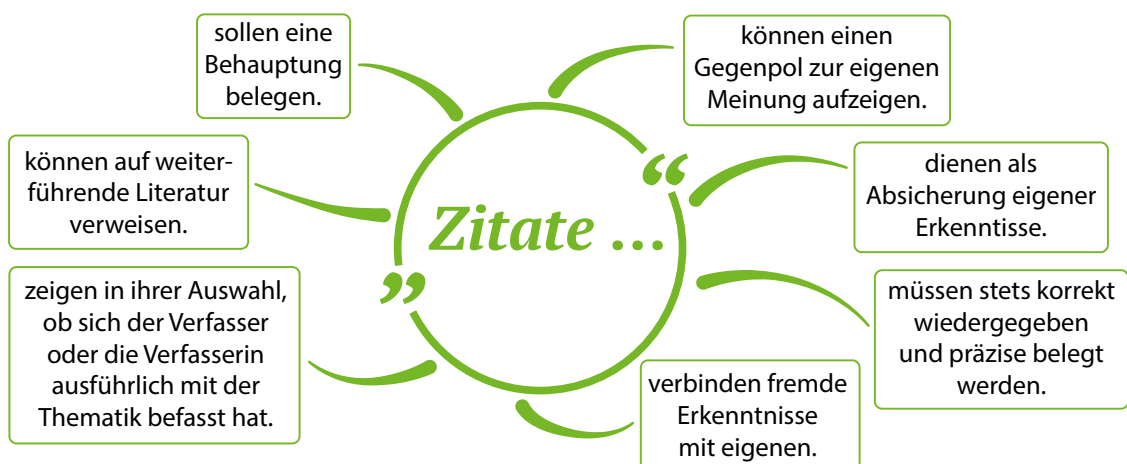 Zitate ...
“
”
sollen eine
Behauptung
belegen.
können einen
Gegenpol zur eigenen
Meinung aufzeigen.
dienen als
Absicherung eigener
Erkenntisse.
müssen stets korrekt
wiedergegeben
und präzise belegt
werden.
verbinden fremde
Erkenntnisse
mit eigenen.
zeigen in ihrer Auswahl,
ob sich der Verfasser
oder die Verfasserin
ausführlich mit der
Thematik befasst hat.
können auf weiter-
führende Literatur
verweisen.